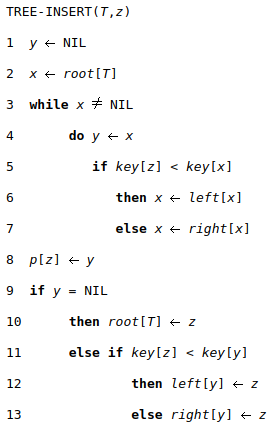 TREE-INSERT(T,z)
1 y ← NIL
2 x ← root[T]
3 while x ≠ NIL
4 do y ← x
5 if key[z] < key[x]
6 then x ← left[x]
7 else x ← right[x]
8 p[z] ← y
9 if y = NIL
10 then root[T] ← z
11 else if key[z] < key[y]
12 then left[y] ← z
13 else right[y] ← z